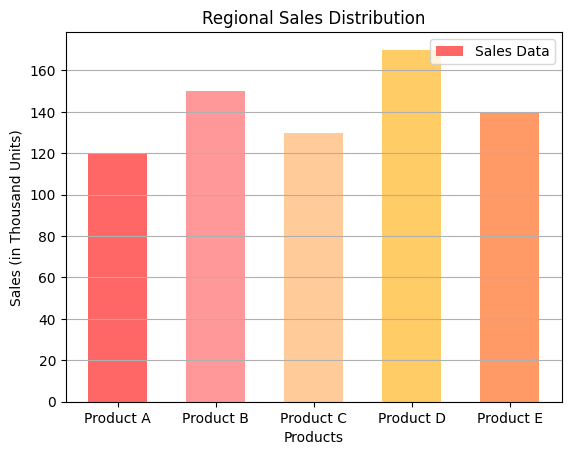 Regional Sales Distribution
Sales Data
Sales (in Thousand Units)
160
140
120
100
80
60
40
20
0
Product A
Product B
Product C
Product D
Product E
Products